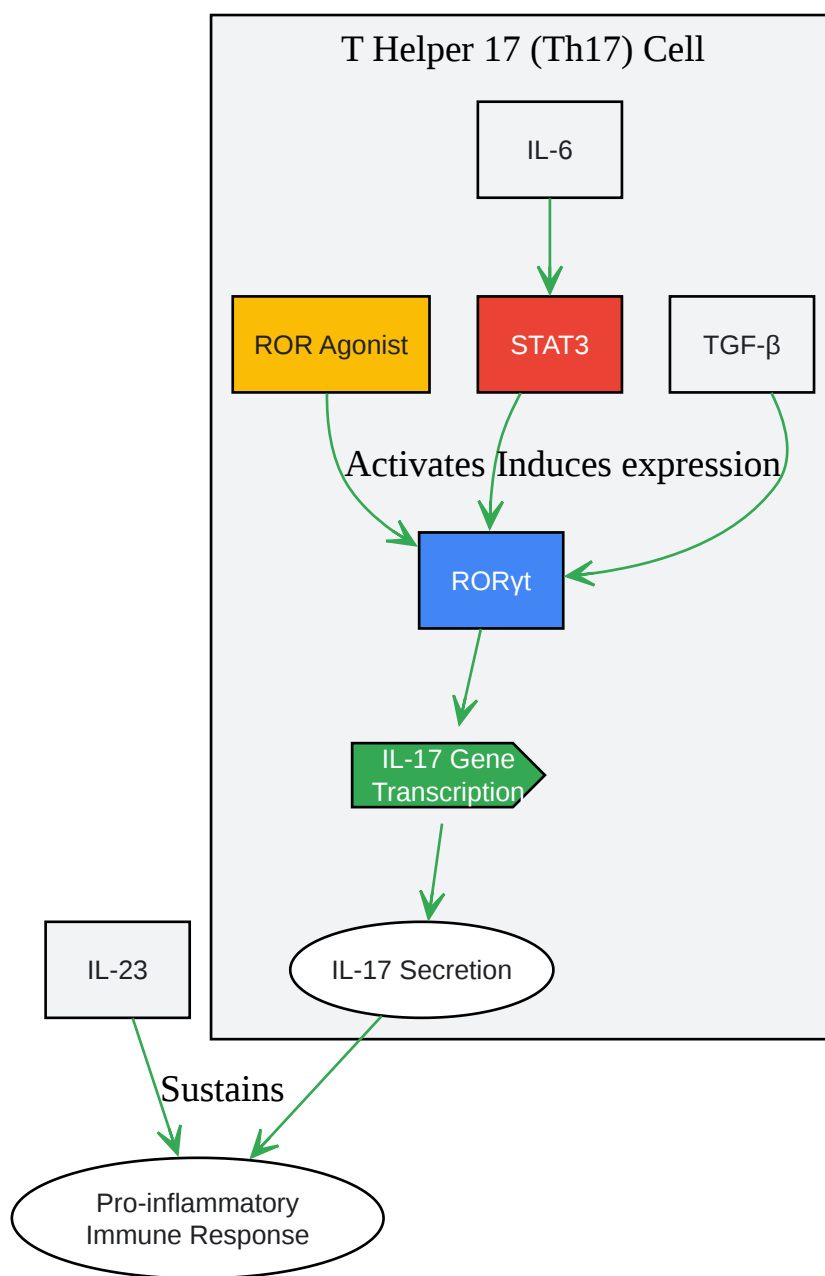 T Helper 17 (Th17) Cell
IL-6
ROR Agonist
STAT3
TGF-β
Activates
Induces expression
RORγt
IL-17 Gene
Transcription
IL-23
IL-17 Secretion
Sustains
Pro-inflammatory
Immune Response